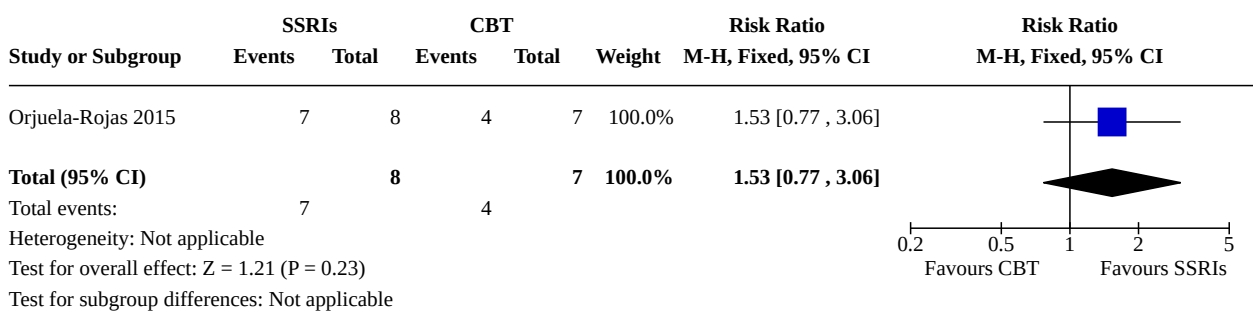 SSRIs CBT Risk Ratio Risk Ratio
Study or Subgroup Events Total Events Total Weight M-H, Fixed, 95% CI M-H, Fixed, 95% CI
Orjuela-Rojas 2015 7 8 4 7 100.0% 1.53 [0.77 , 3.06]
Total (95% CI) 8 7 100.0% 1.53 [0.77 , 3.06]
Total events: 7 4
Heterogeneity: Not applicable
0.2 0.5 1 2 5
Test for overall effect: Z = 1.21 (P = 0.23) Favours CBT Favours SSRIs
Test for subgroup differences: Not applicable